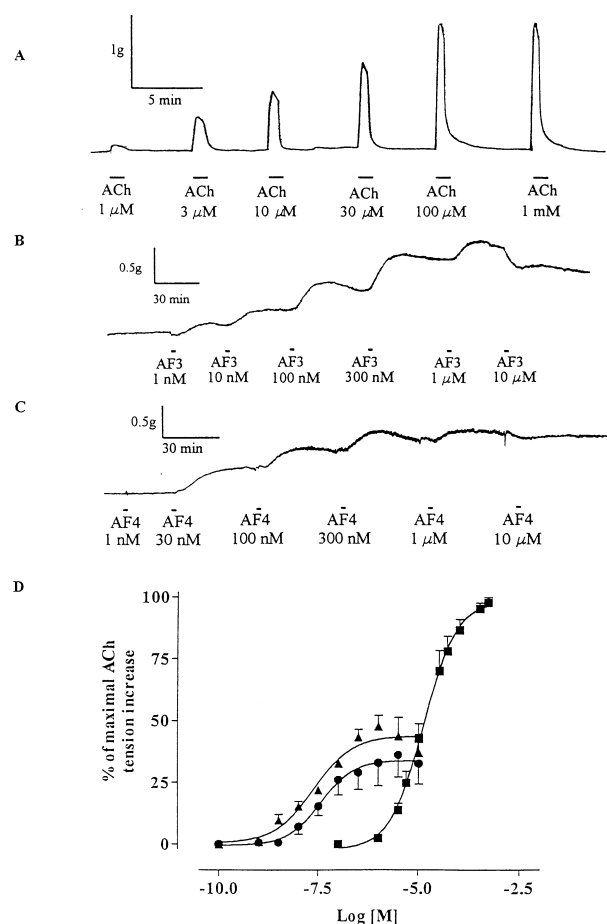 A
1g
5 min
ACh ACh ACh ACh ACh ACh
1 μM 3 μM 10 μM 30 μM 100 μM 1 mM
B
0.5g
30 min
AF3 AF3 AF3 AF3 AF3 AF3
1 nM 10 nM 100 nM 300 nM 1 μM 10 μM
C
0.5g
30 min
AF4 AF4 AF4 AF4 AF4 AF4
1 nM 30 nM 100 nM 300 nM 1 μM 10 μM
D
% of maximal ACh
tension increase
100
75
50
25
0
-10.0 -7.5 -5.0 -2.5
Log [M]